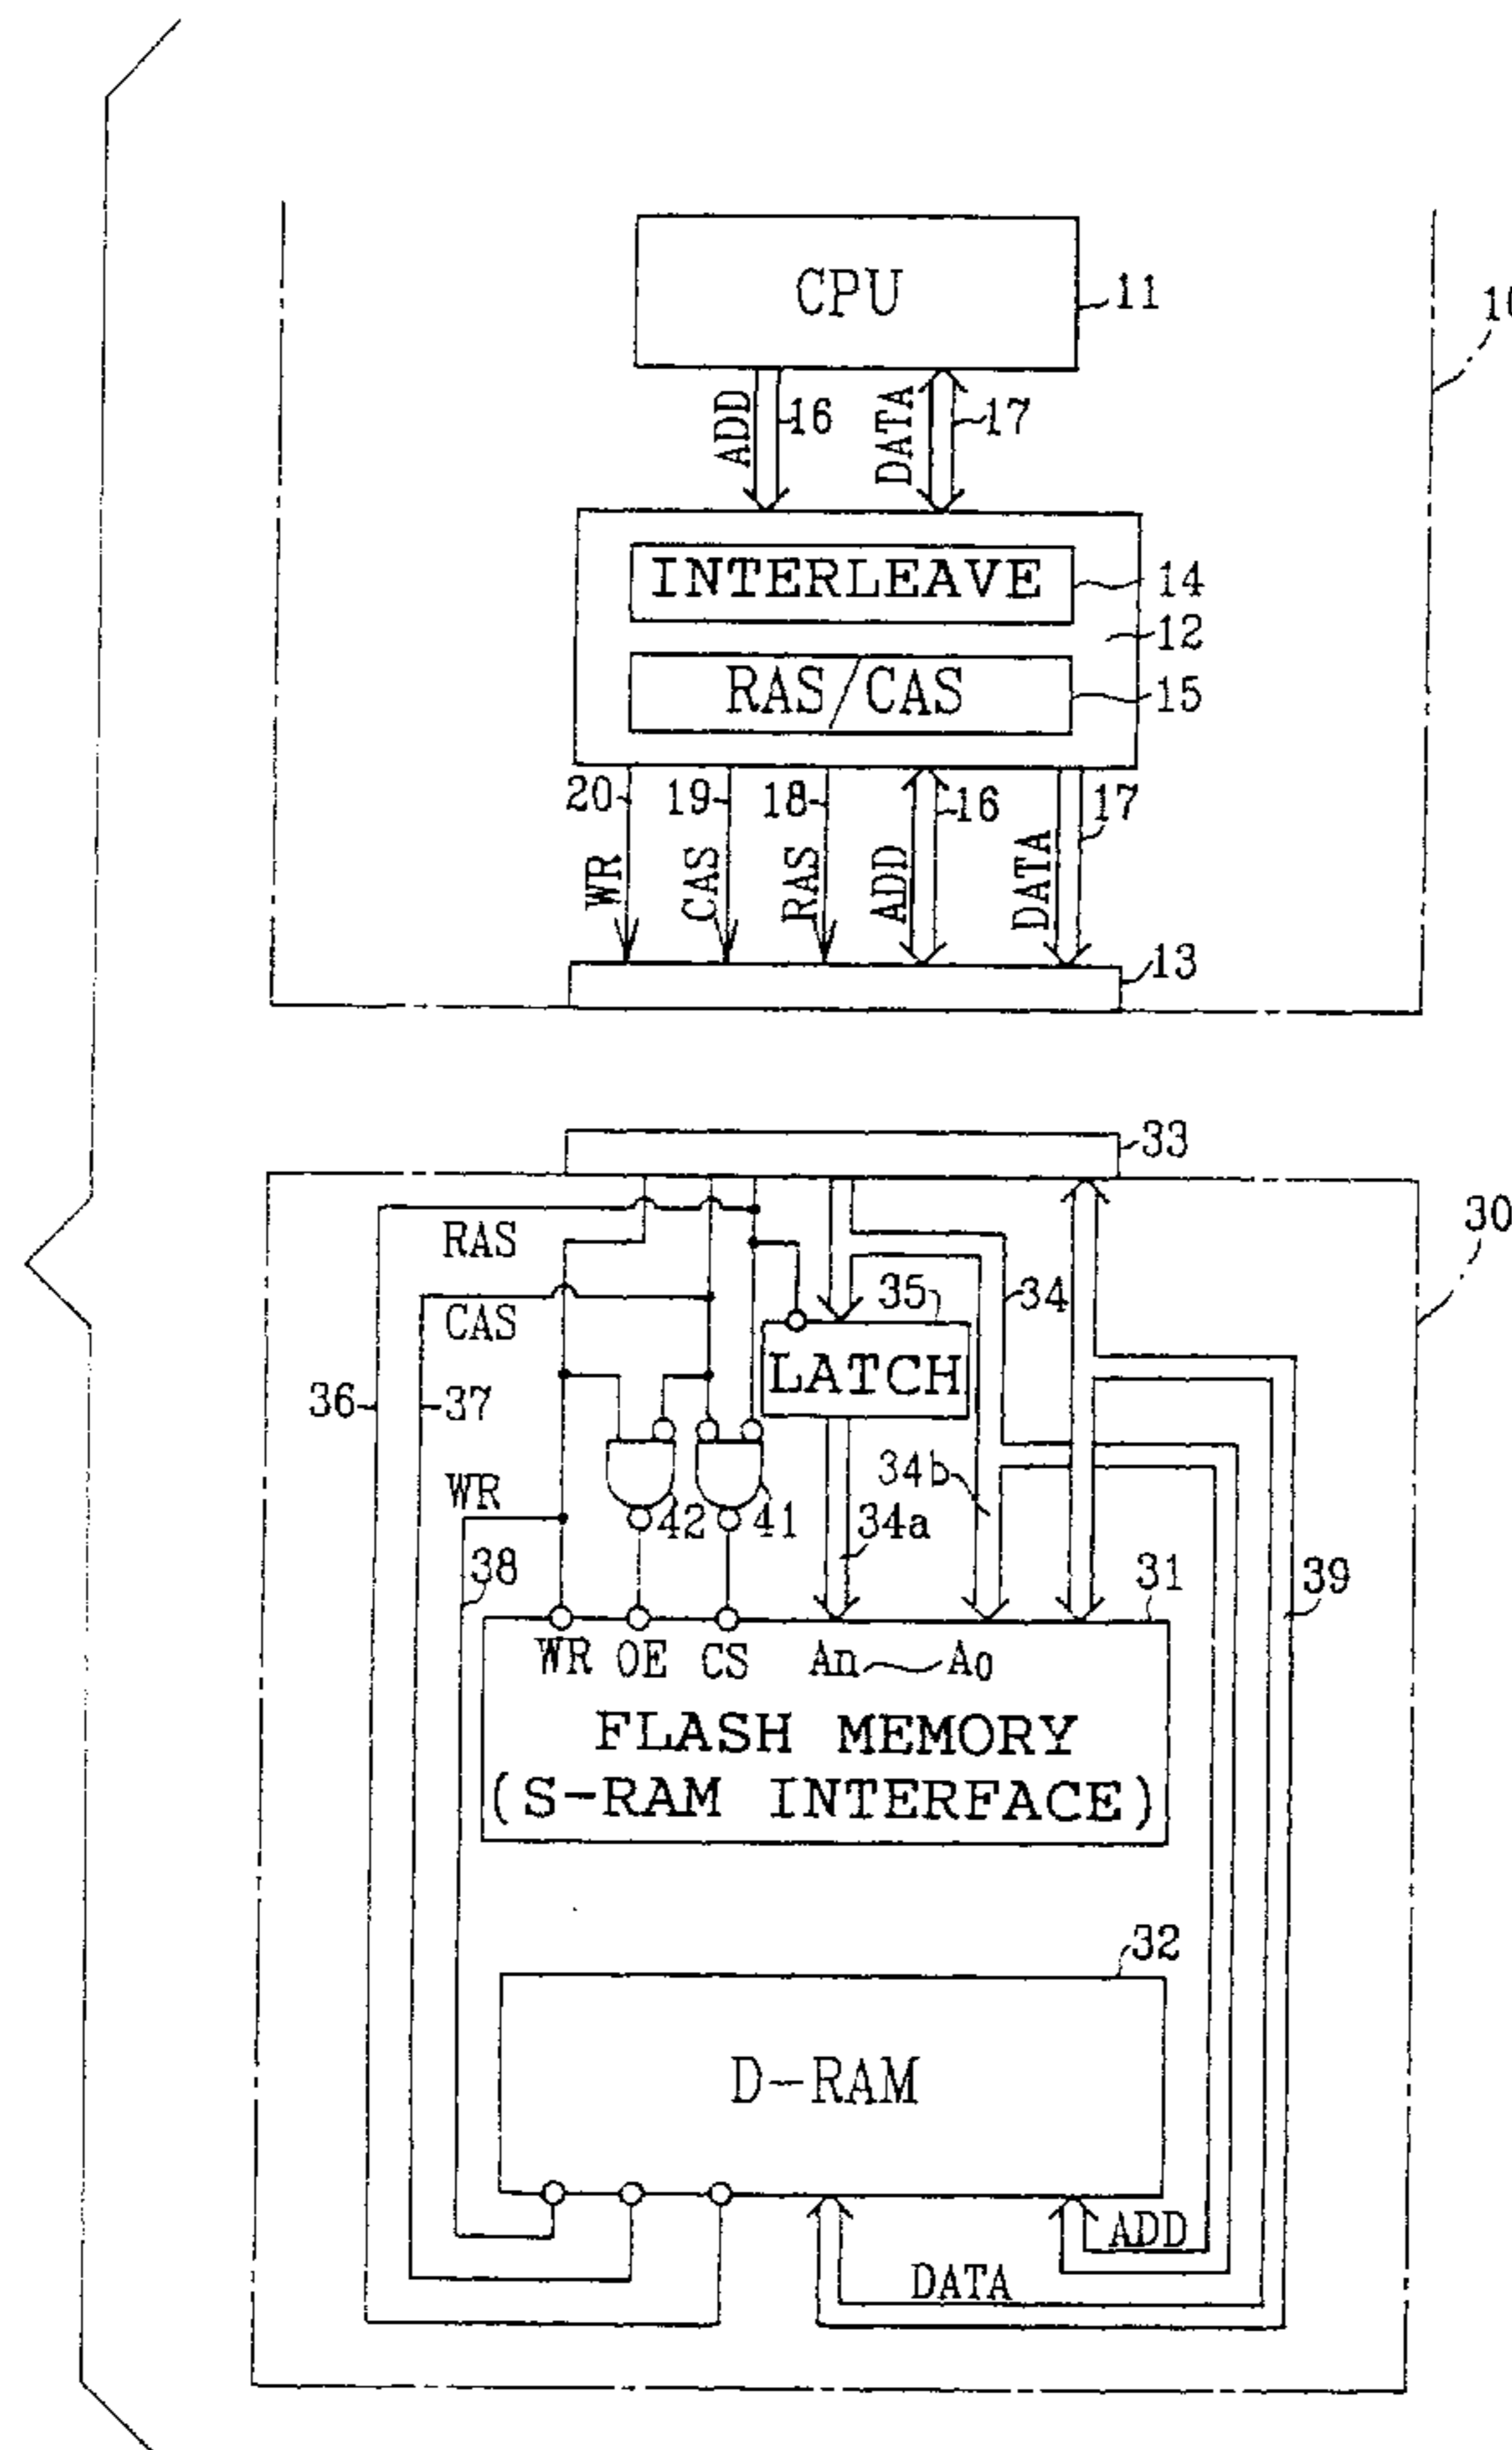 CPU
11
10
ADD
16
DATA
17
INTERLEAVE
14
12
RAS/CAS
15
20
19
18
16
17
WR
CAS
RAS
ADD
DATA
13
33
30
RAS
35
34
CAS
LATCH
36
37
34b
WR
42
41
34a
38
31
39
WR OE CS An A0
FLASH MEMORY
(S-RAM INTERFACE)
32
D-RAM
ADD
DATA